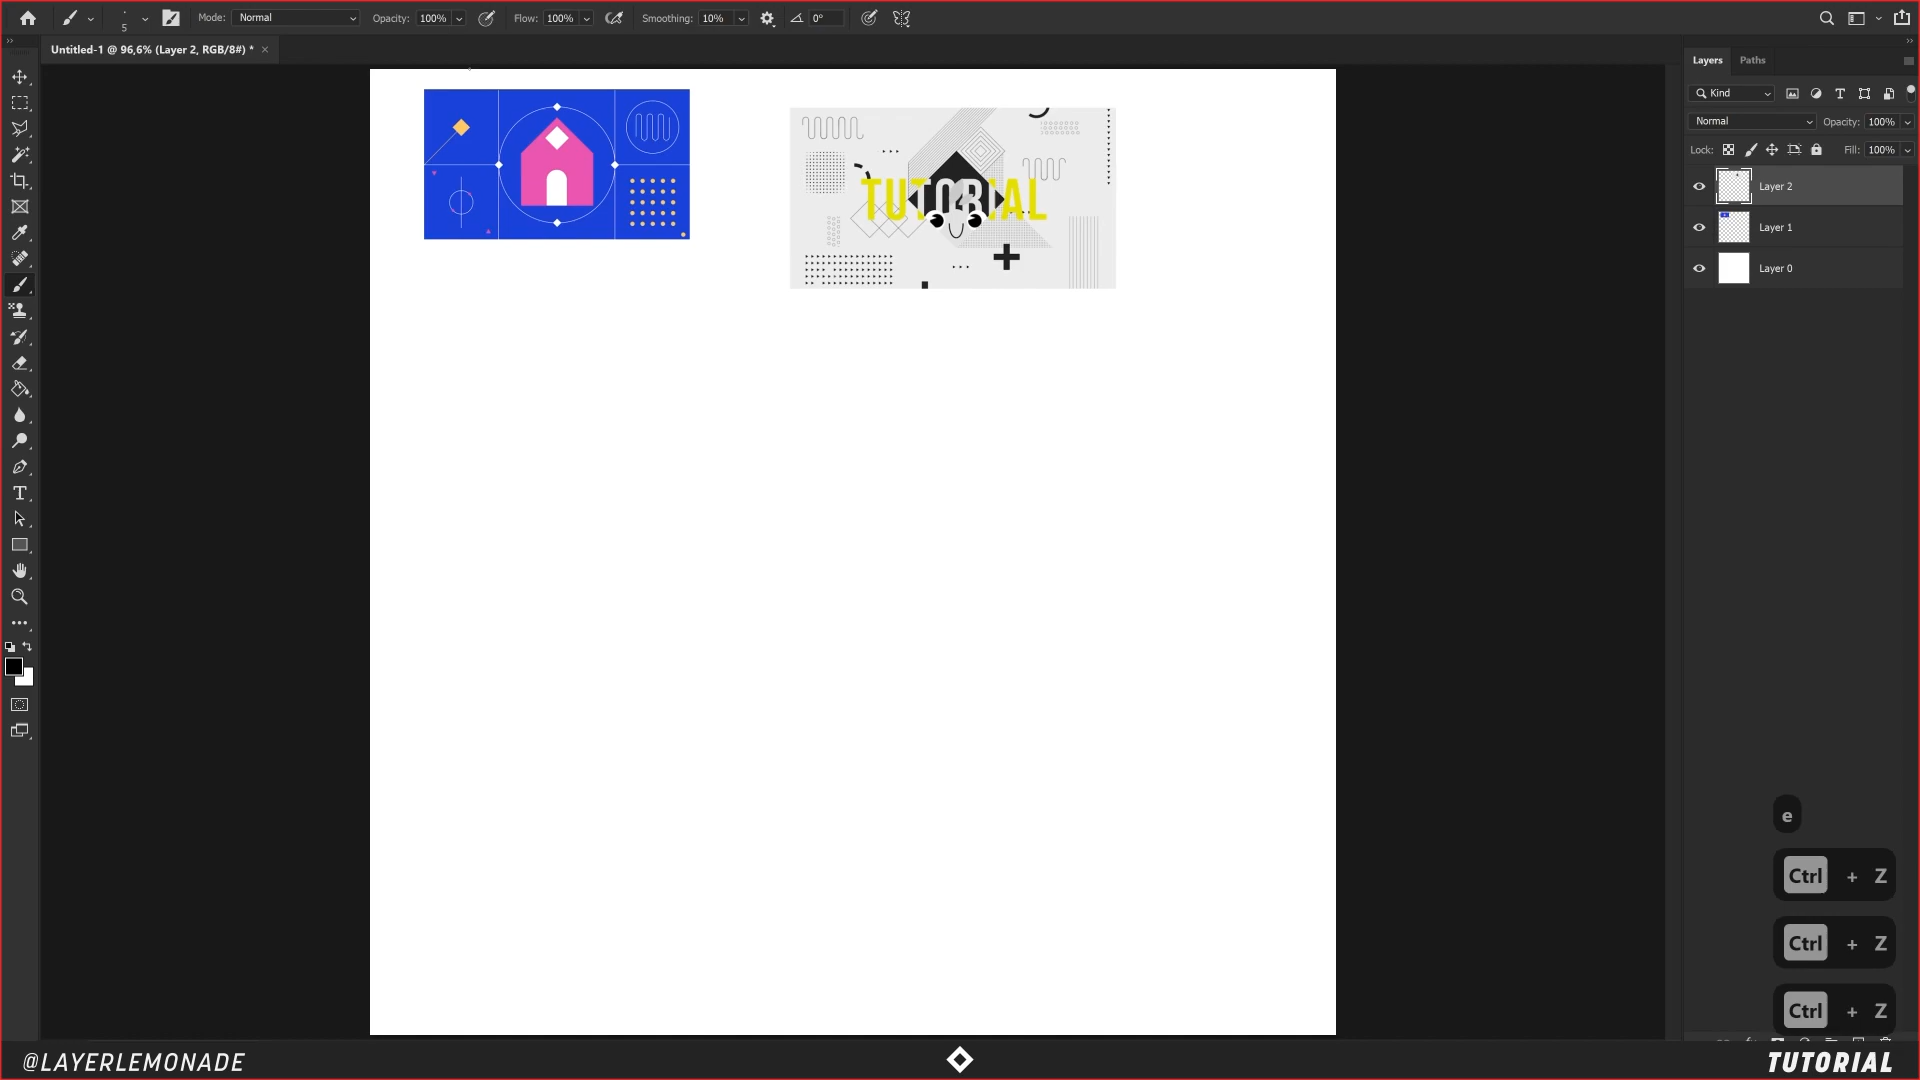 5
Mode: Normal
Opacity: 100%
Flow: 100%
Smoothing: 10%
0°
Untitled-1 @ 96,6% (Layer 2, RGB/8#) *
TUTORIAL
Layers
Paths
Kind
Normal
Opacity: 100%
Lock:
Fill: 100%
Layer 2
Layer 1
Layer 0
e
Ctrl + Z
Ctrl + Z
Ctrl + Z
@LAYERLEMONADE
TUTORIAL